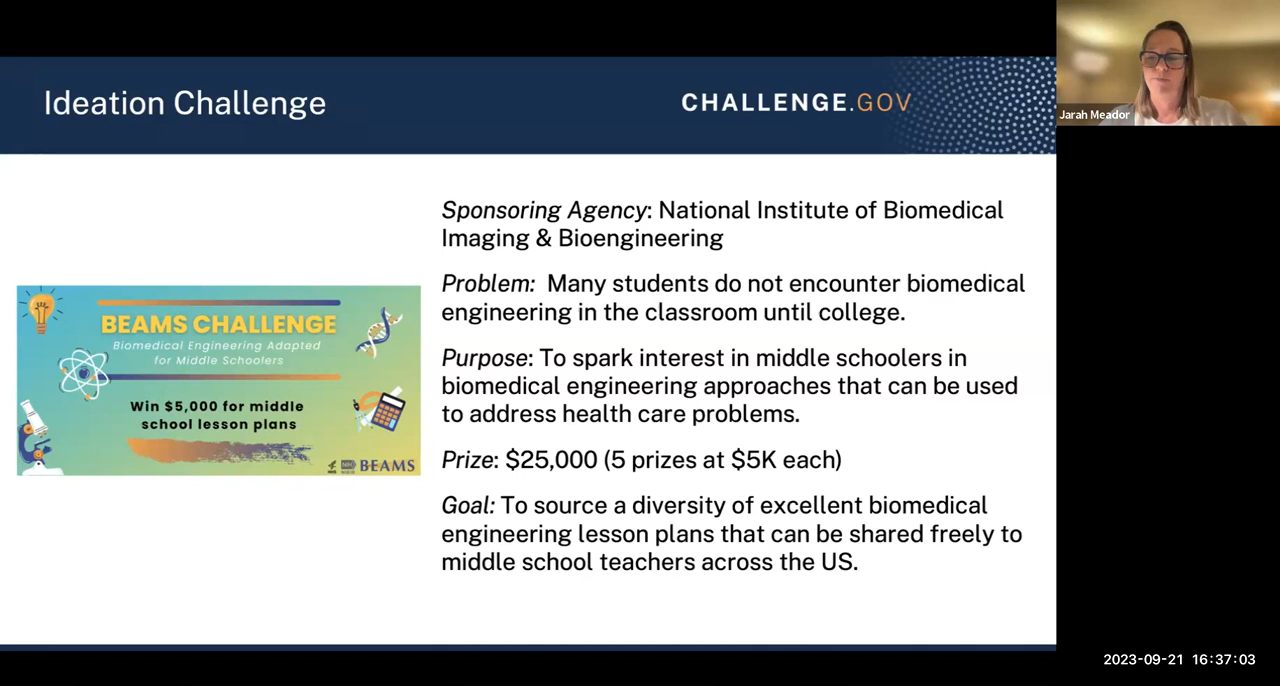 Ideation Challenge
CHALLENGE.GOV
Jarah Meador
Sponsoring Agency: National Institute of Biomedical
Imaging & Bioengineering
Problem: Many students do not encounter biomedical
engineering in the classroom until college.
Purpose: To spark interest in middle schoolers in
biomedical engineering approaches that can be used
to address health care problems.
Prize: $25,000 (5 prizes at $5K each)
Goal: To source a diversity of excellent biomedical
engineering lesson plans that can be shared freely to
middle school teachers across the US.
BEAMS CHALLENGE
Biomedical Engineering Adapted
for Middle Schoolers
Win $5,000 for middle
school lesson plans
BEAMS
2023-09-21 16:37:03